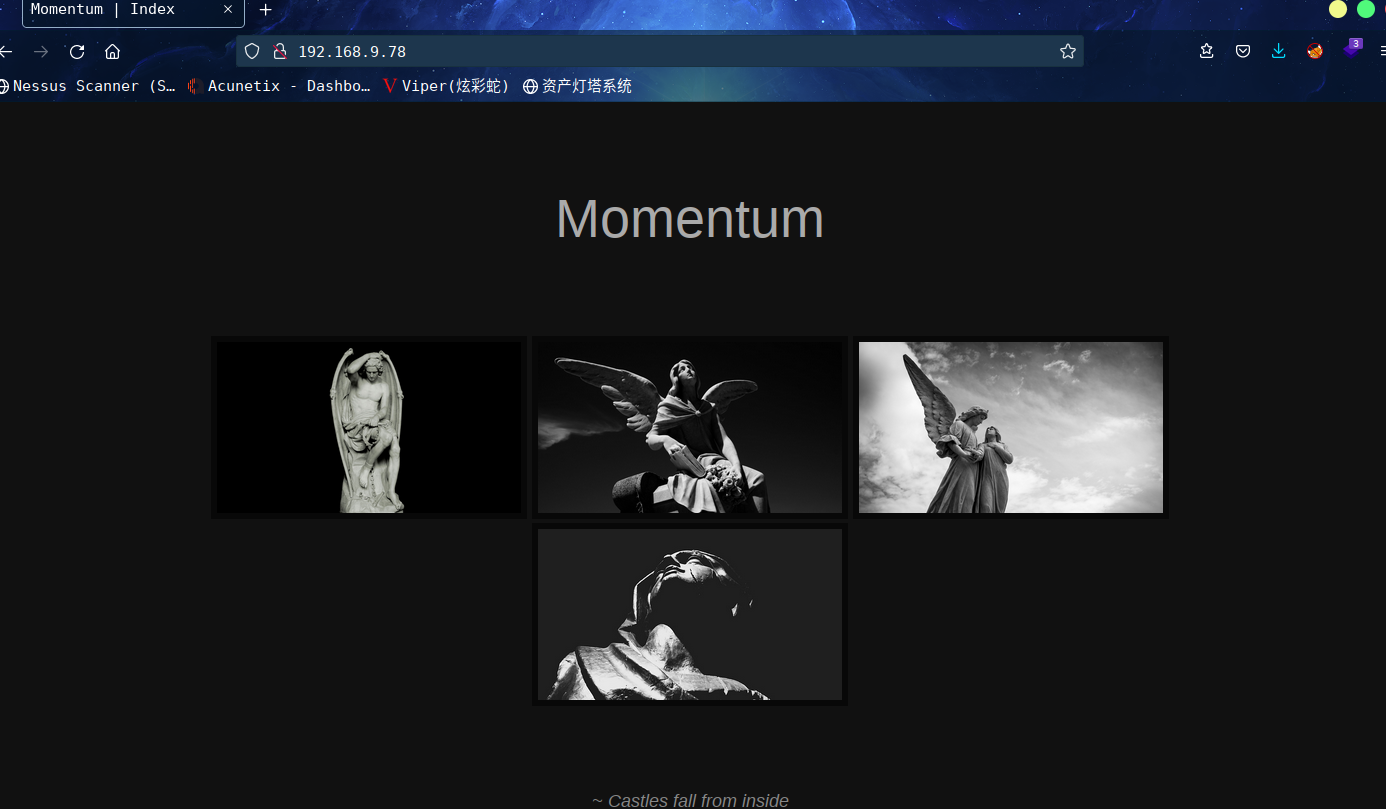 Momentum | Index
192.168.9.78
3
Nessus Scanner (S… Acunetix - Dashbo… Viper(炫彩蛇) 资产灯塔系统
Momentum
~ Castles fall from inside